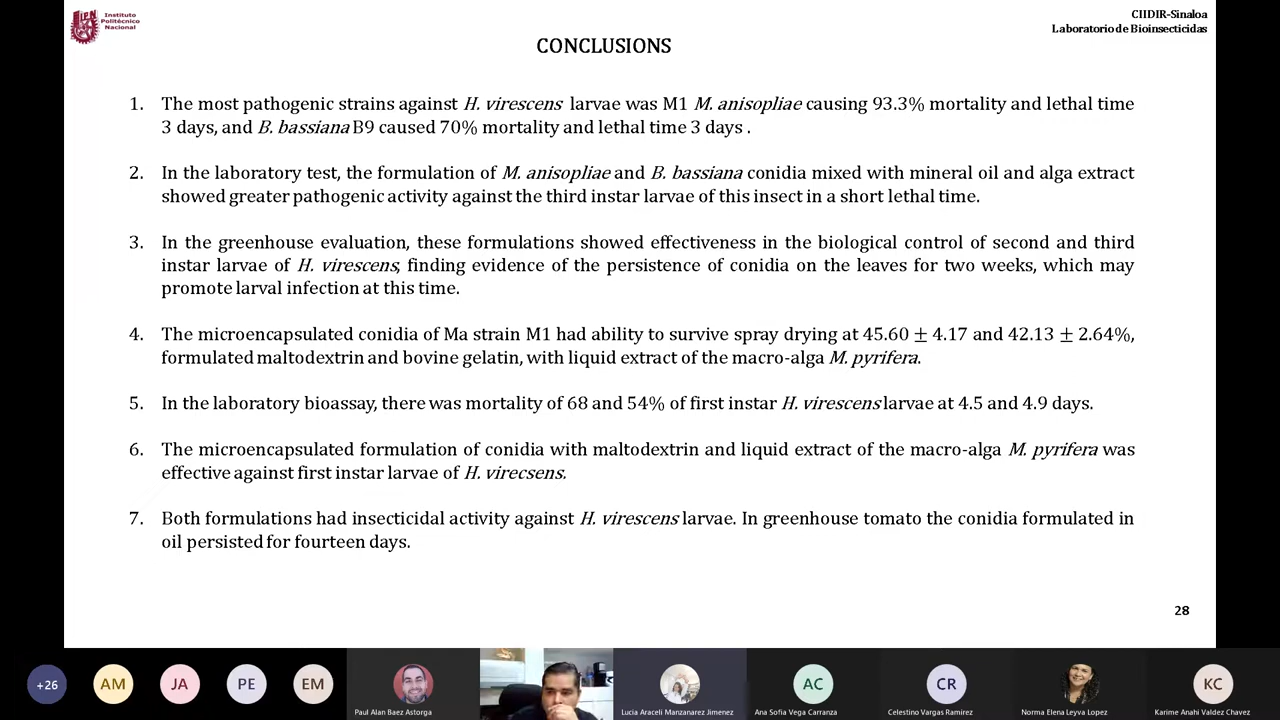 Instituto
Politécnico
Nacional
CIIDIR-Sinaloa
Laboratorio de Bioinsecticidas
CONCLUSIONS
1. The most pathogenic strains against H. virescens larvae was M1 M. anisopliae causing 93.3% mortality and lethal time
3 days, and B. bassiana B9 caused 70% mortality and lethal time 3 days .
2. In the laboratory test, the formulation of M. anisopliae and B. bassiana conidia mixed with mineral oil and alga extract
showed greater pathogenic activity against the third instar larvae of this insect in a short lethal time.
3. In the greenhouse evaluation, these formulations showed effectiveness in the biological control of second and third
instar larvae of H. virescens, finding evidence of the persistence of conidia on the leaves for two weeks, which may
promote larval infection at this time.
4. The microencapsulated conidia of Ma strain M1 had ability to survive spray drying at 45.60 ± 4.17 and 42.13 ± 2.64%,
formulated maltodextrin and bovine gelatin, with liquid extract of the macro-alga M. pyrifera.
5. In the laboratory bioassay, there was mortality of 68 and 54% of first instar H. virescens larvae at 4.5 and 4.9 days.
6. The microencapsulated formulation of conidia with maltodextrin and liquid extract of the macro-alga M. pyrifera was
effective against first instar larvae of H. virecsens.
7. Both formulations had insecticidal activity against H. virescens larvae. In greenhouse tomato the conidia formulated in
oil persisted for fourteen days.
28
+26
AM
JA
PE
EM
AC
CR
KC
Paul Alan Baez Astorga
Lucia Araceli Manzanarez Jimenez
Ana Sofia Vega Carranza
Celestino Vargas Ramirez
Norma Elena Leyva Lopez
Karime Anahi Valdez Chavez